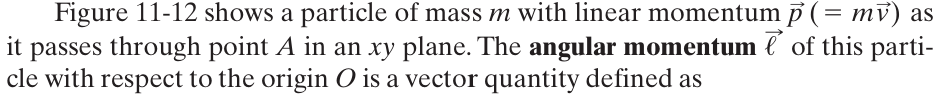 Figure 11-12 shows a particle of mass m with linear momentum p⃗ (= mv⃗) as
it passes through point A in an xy plane. The angular momentum ℓ⃗ of this parti-
cle with respect to the origin O is a vector quantity defined as